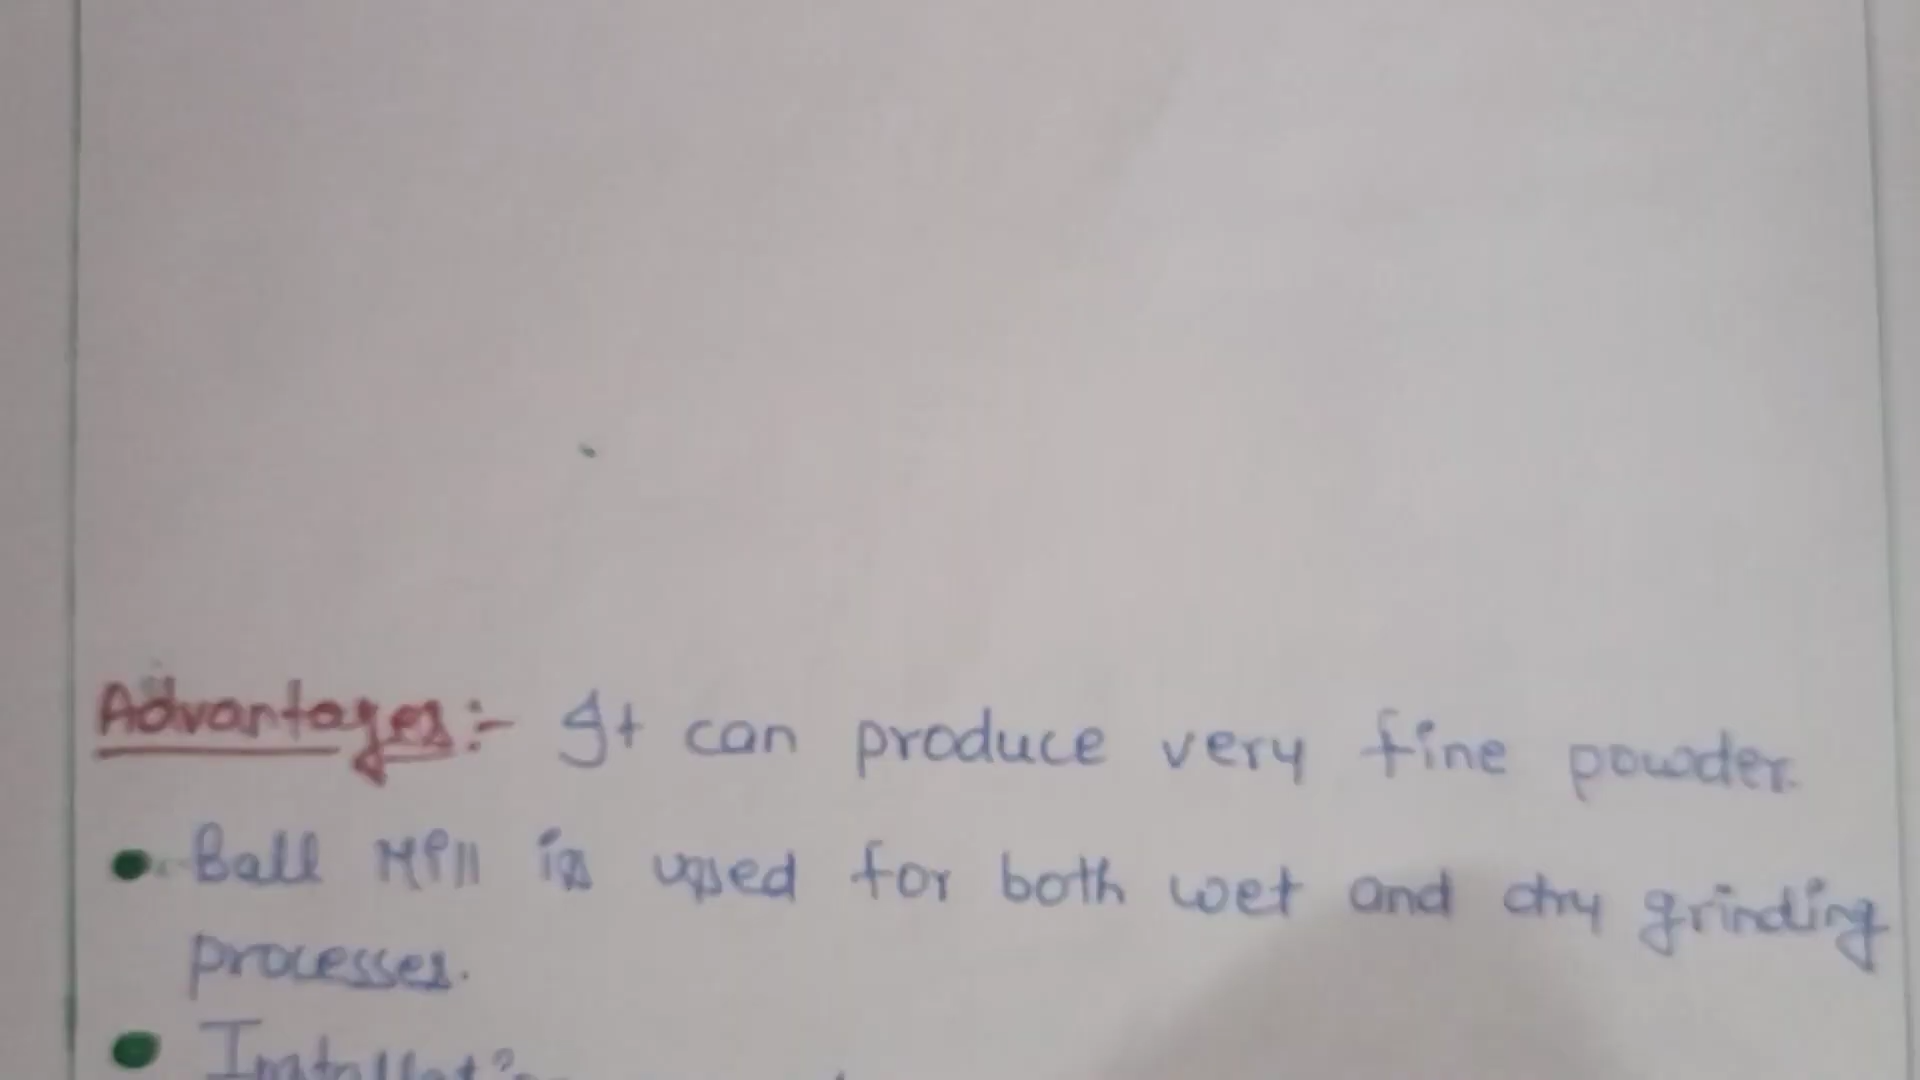 Advantages:- It can produce very fine powder.
● Ball Mill is used for both wet and dry grinding
processes.
●